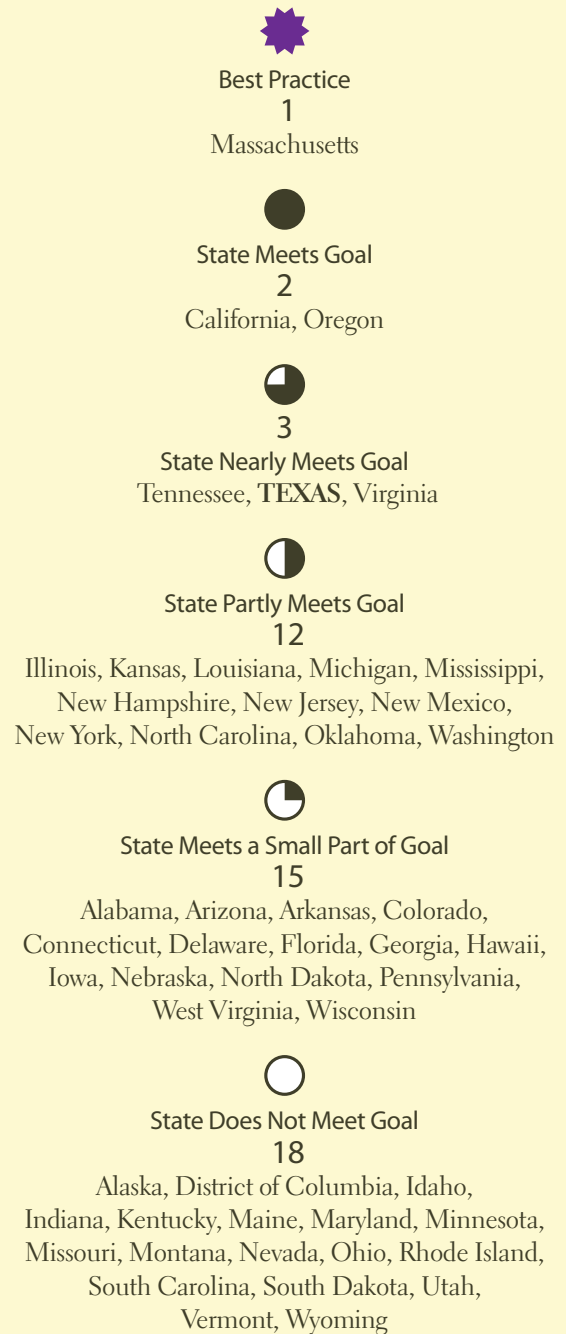 Best Practice
1
Massachusetts
State Meets Goal
2
California, Oregon
3
State Nearly Meets Goal
Tennessee, TEXAS, Virginia
State Partly Meets Goal
12
Illinois, Kansas, Louisiana, Michigan, Mississippi,
New Hampshire, New Jersey, New Mexico,
New York, North Carolina, Oklahoma, Washington
State Meets a Small Part of Goal
15
Alabama, Arizona, Arkansas, Colorado,
Connecticut, Delaware, Florida, Georgia, Hawaii,
Iowa, Nebraska, North Dakota, Pennsylvania,
West Virginia, Wisconsin
State Does Not Meet Goal
18
Alaska, District of Columbia, Idaho,
Indiana, Kentucky, Maine, Maryland, Minnesota,
Missouri, Montana, Nevada, Ohio, Rhode Island,
South Carolina, South Dakota, Utah,
Vermont, Wyoming